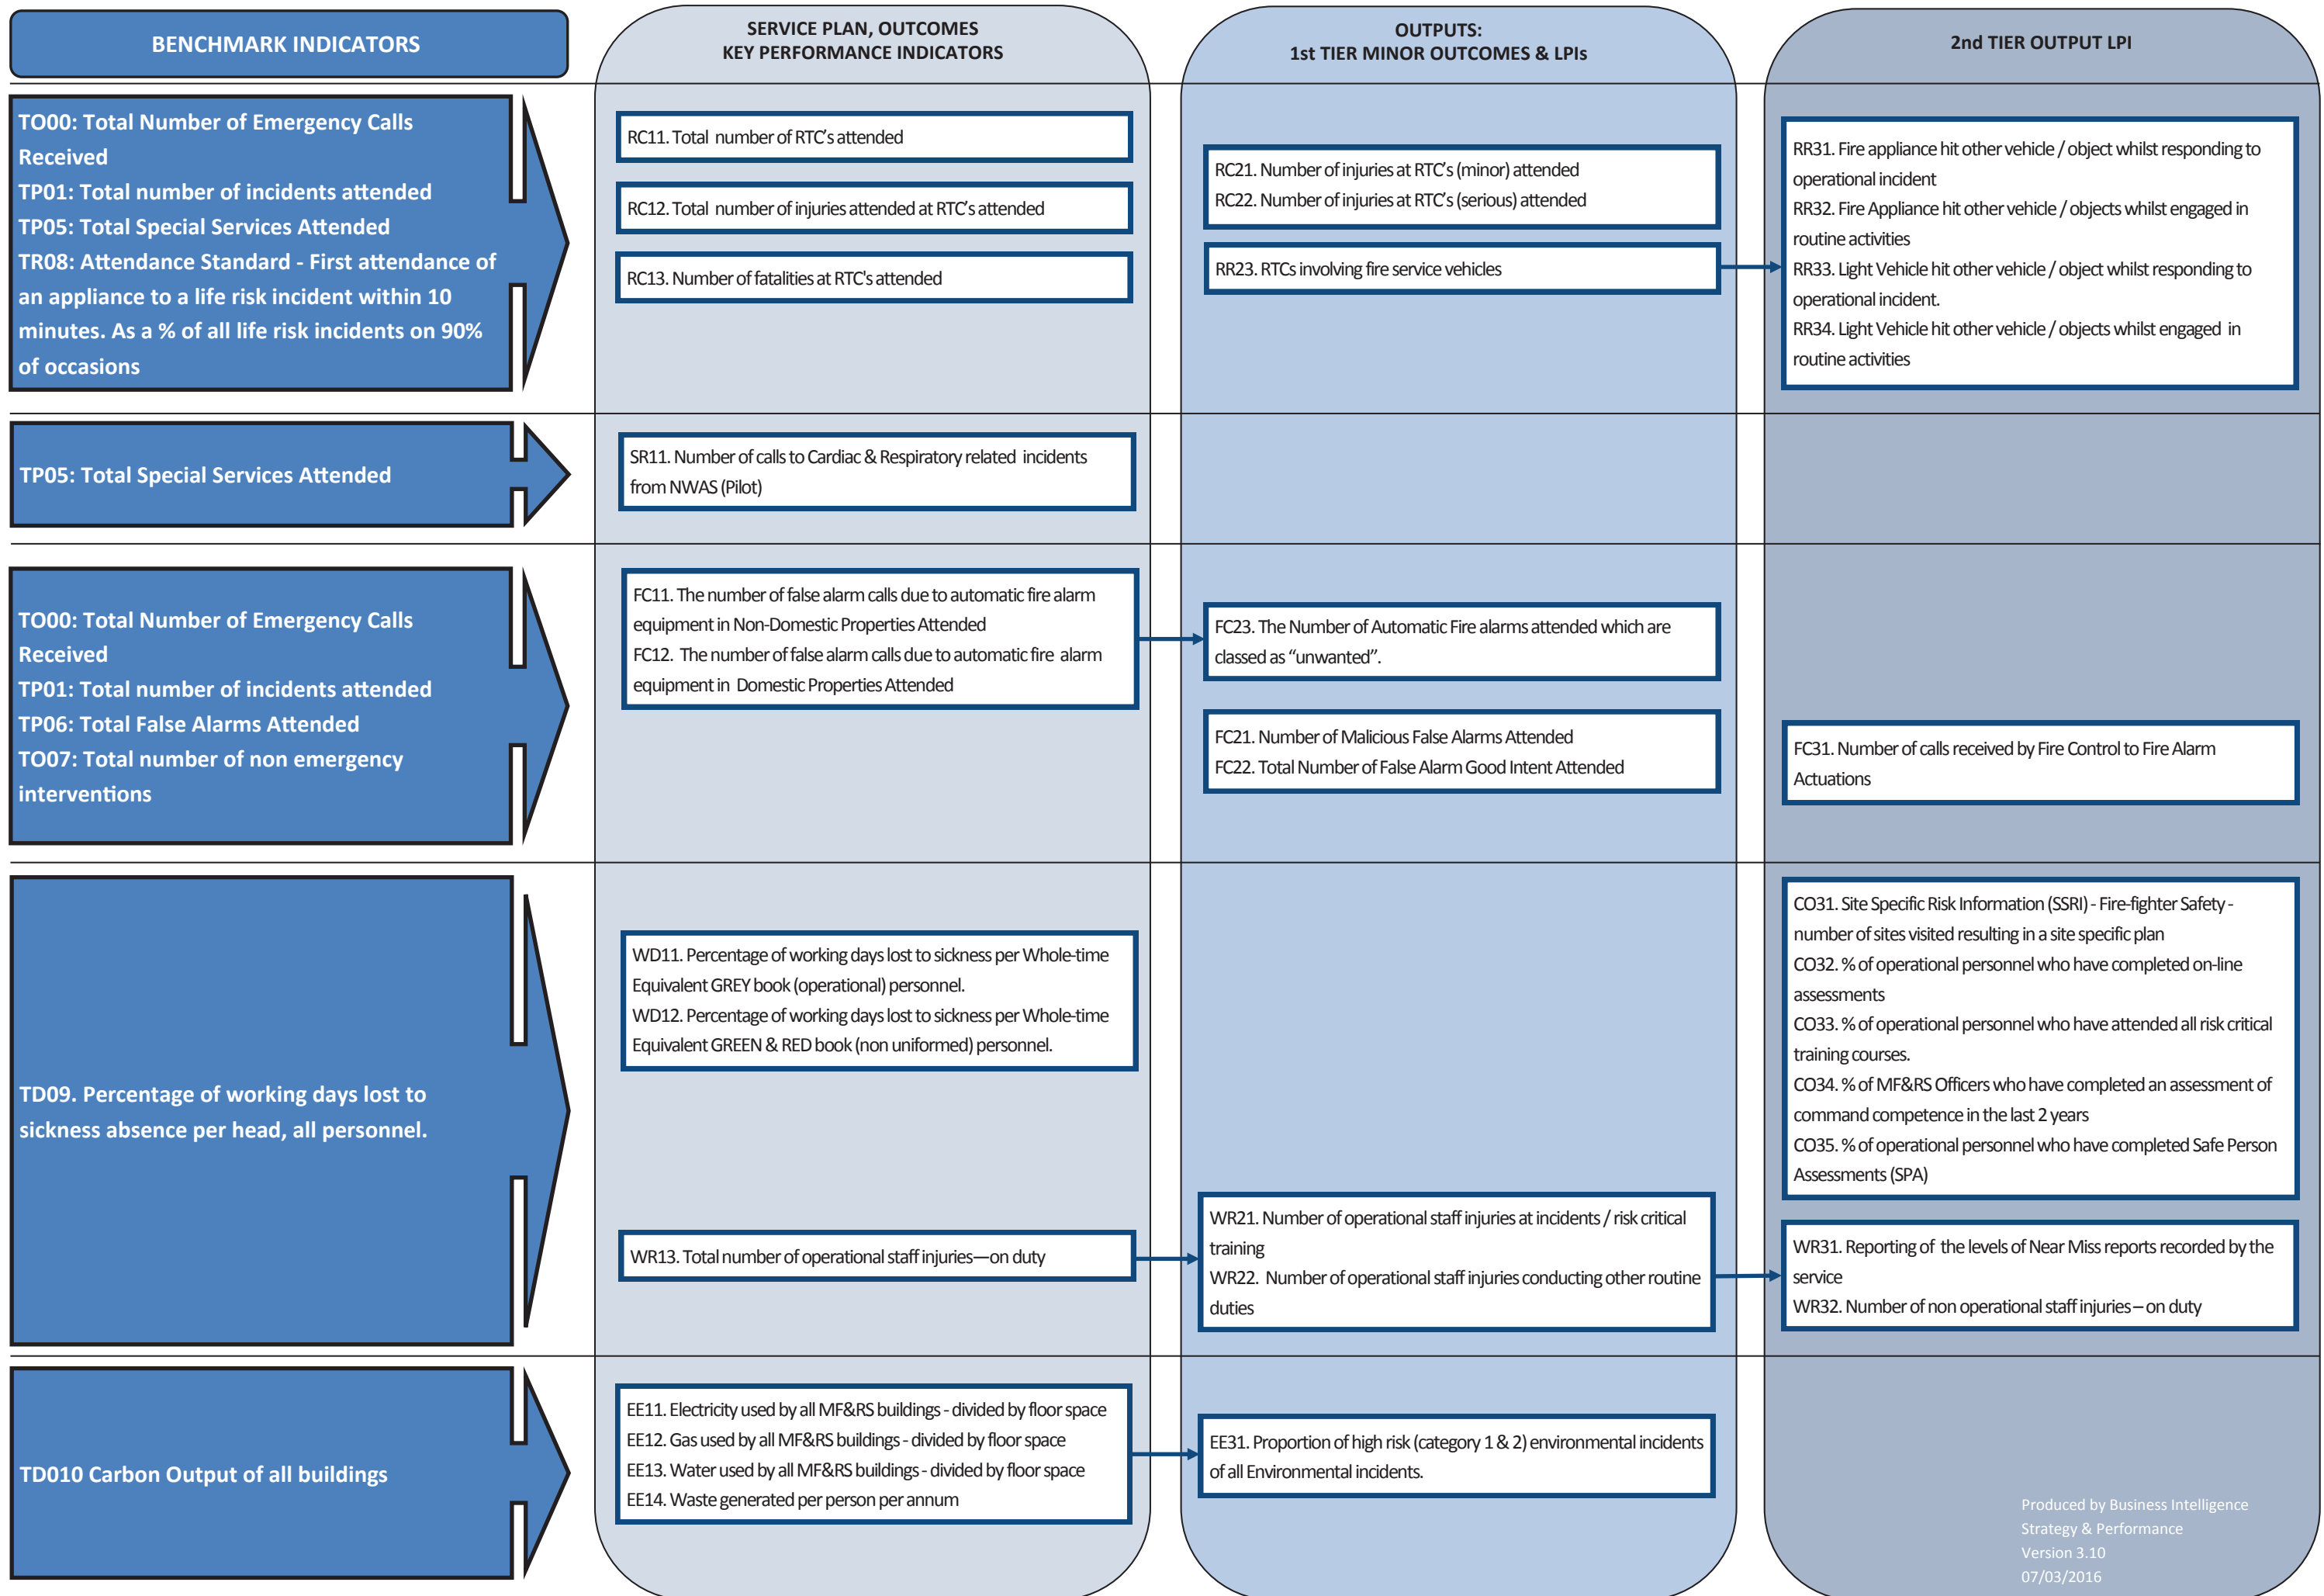 BENCHMARK INDICATORS
SERVICE PLAN, OUTCOMES
KEY PERFORMANCE INDICATORS
OUTPUTS:
1st TIER MINOR OUTCOMES & LPIs
2nd TIER OUTPUT LPI
TO00: Total Number of Emergency Calls
Received
TP01: Total number of incidents attended
TP05: Total Special Services Attended
TR08: Attendance Standard - First attendance of
an appliance to a life risk incident within 10
minutes. As a % of all life risk incidents on 90%
of occasions
RC11. Total number of RTC's attended
RC12. Total number of injuries attended at RTC's attended
RC13. Number of fatalities at RTC's attended
RC21. Number of injuries at RTC's (minor) attended
RC22. Number of injuries at RTC's (serious) attended
RR23. RTCs involving fire service vehicles
RR31. Fire appliance hit other vehicle / object whilst responding to
operational incident
RR32. Fire Appliance hit other vehicle / objects whilst engaged in
routine activities
RR33. Light Vehicle hit other vehicle / object whilst responding to
operational incident.
RR34. Light Vehicle hit other vehicle / objects whilst engaged in
routine activities
TP05: Total Special Services Attended
SR11. Number of calls to Cardiac & Respiratory related incidents
from NWAS (Pilot)
TO00: Total Number of Emergency Calls
Received
TP01: Total number of incidents attended
TP06: Total False Alarms Attended
TO07: Total number of non emergency
interventions
FC11. The number of false alarm calls due to automatic fire alarm
equipment in Non-Domestic Properties Attended
FC12. The number of false alarm calls due to automatic fire alarm
equipment in Domestic Properties Attended
FC23. The Number of Automatic Fire alarms attended which are
classed as “unwanted”.
FC21. Number of Malicious False Alarms Attended
FC22. Total Number of False Alarm Good Intent Attended
FC31. Number of calls received by Fire Control to Fire Alarm
Actuations
TD09. Percentage of working days lost to
sickness absence per head, all personnel.
WD11. Percentage of working days lost to sickness per Whole-time
Equivalent GREY book (operational) personnel.
WD12. Percentage of working days lost to sickness per Whole-time
Equivalent GREEN & RED book (non uniformed) personnel.
WR13. Total number of operational staff injuries—on duty
WR21. Number of operational staff injuries at incidents / risk critical
training
WR22. Number of operational staff injuries conducting other routine
duties
CO31. Site Specific Risk Information (SSRI) - Fire-fighter Safety -
number of sites visited resulting in a site specific plan
CO32. % of operational personnel who have completed on-line
assessments
CO33. % of operational personnel who have attended all risk critical
training courses.
CO34. % of MF&RS Officers who have completed an assessment of
command competence in the last 2 years
CO35. % of operational personnel who have completed Safe Person
Assessments (SPA)
WR31. Reporting of the levels of Near Miss reports recorded by the
service
WR32. Number of non operational staff injuries – on duty
TD010 Carbon Output of all buildings
EE11. Electricity used by all MF&RS buildings - divided by floor space
EE12. Gas used by all MF&RS buildings - divided by floor space
EE13. Water used by all MF&RS buildings - divided by floor space
EE14. Waste generated per person per annum
EE31. Proportion of high risk (category 1 & 2) environmental incidents
of all Environmental incidents.
Produced by Business Intelligence
Strategy & Performance
Version 3.10
07/03/2016